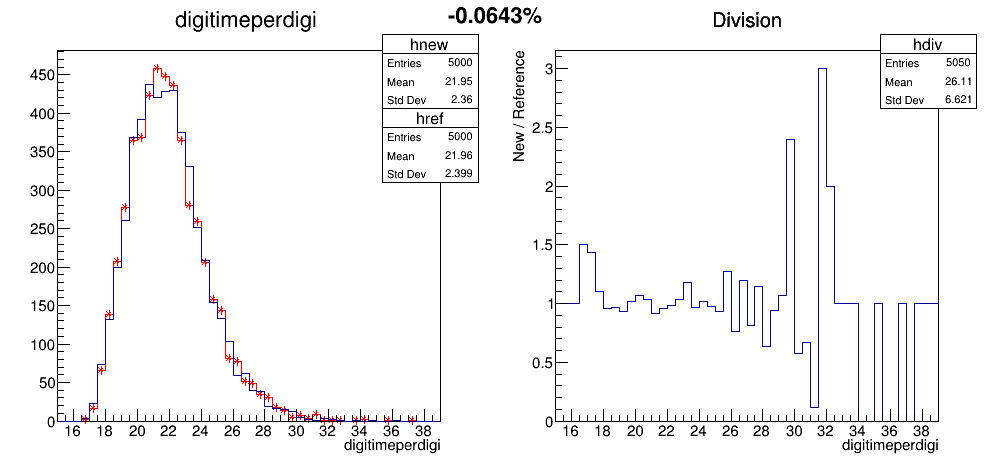 digitimeperdigi
-0.0643%
Division
hnew
Entries 5000
Mean 21.95
Std Dev 2.36
href
Entries 5000
Mean 21.96
Std Dev 2.399
450
400
350
300
250
200
150
100
50
0
16 18 20 22 24 26 28 30 32 34 36 38
digitimeperdigi
hdiv
Entries 5050
Mean 26.11
Std Dev 6.621
New / Reference
3
2.5
2
1.5
1
0.5
0
16 18 20 22 24 26 28 30 32 34 36 38
digitimeperdigi